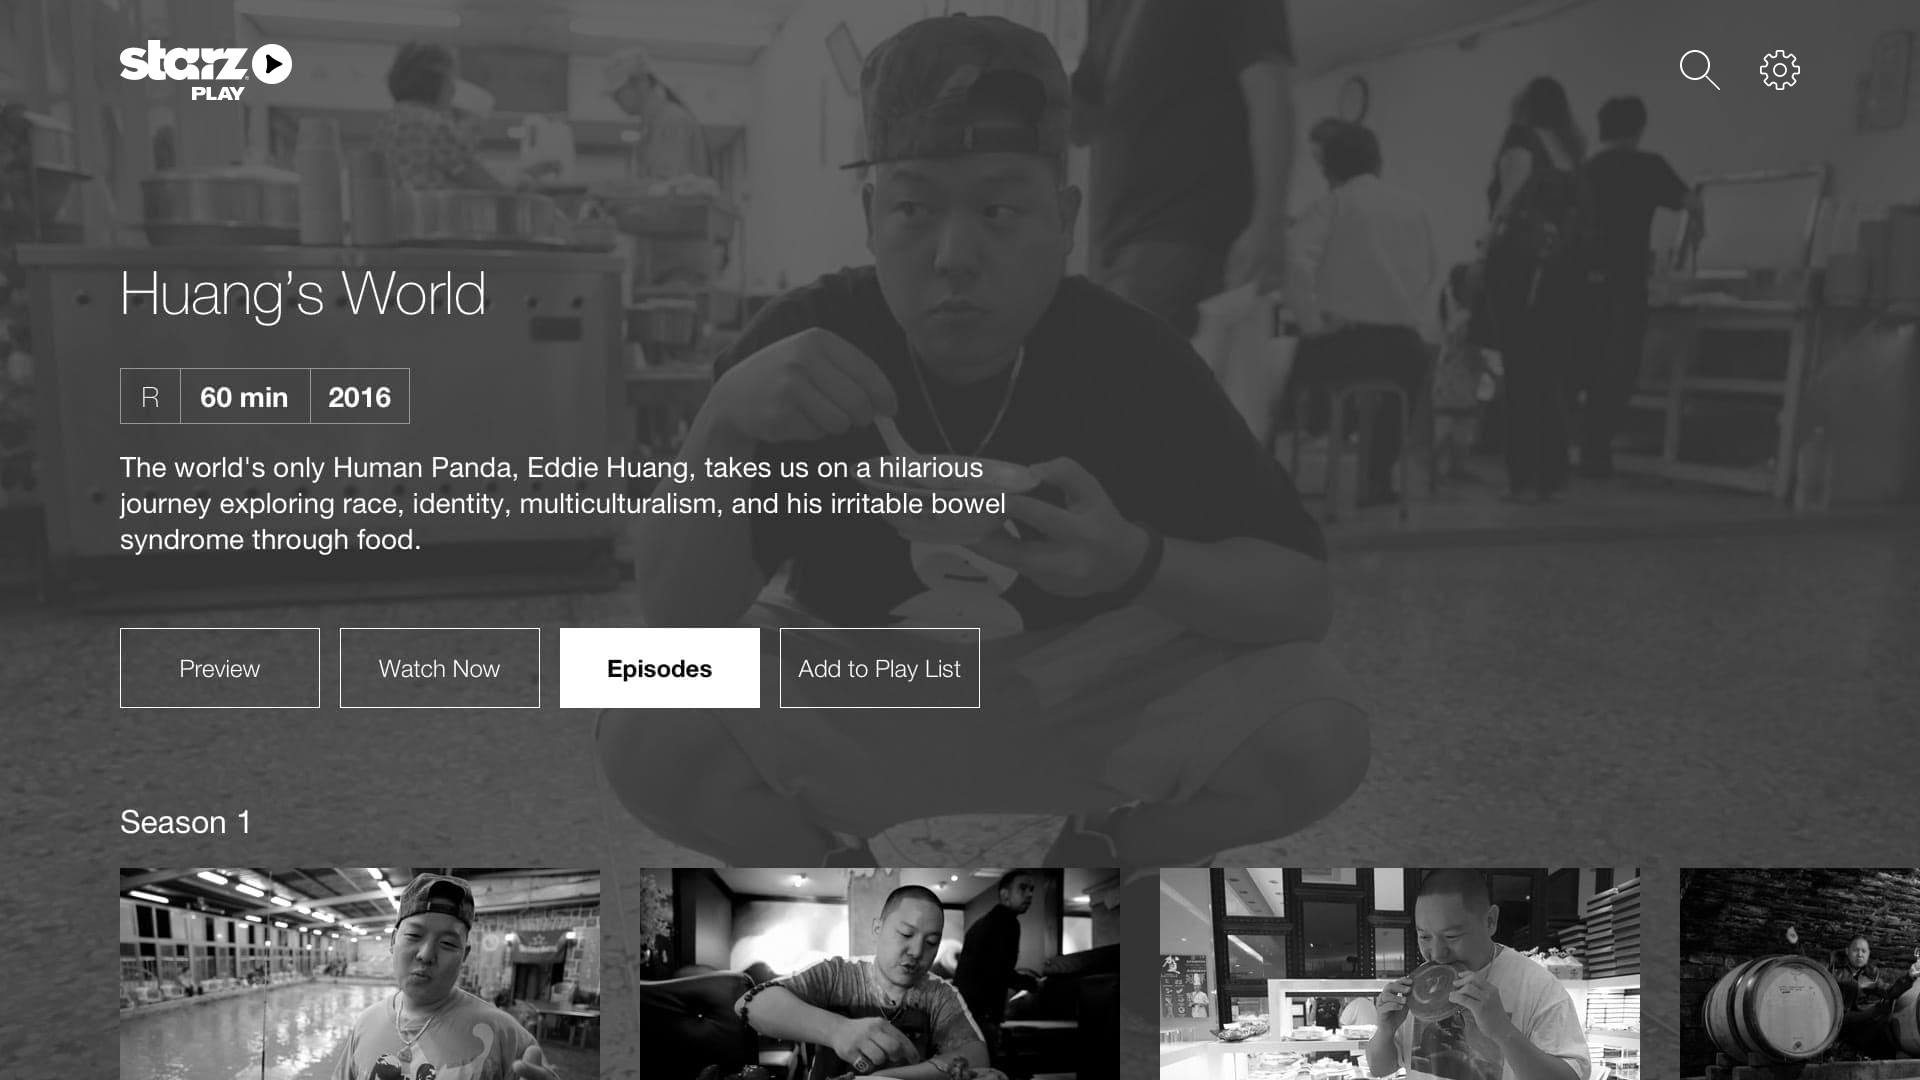 starz
PLAY
Huang’s World
R 60 min 2016
The world's only Human Panda, Eddie Huang, takes us on a hilarious
journey exploring race, identity, multiculturalism, and his irritable bowel
syndrome through food.
Preview Watch Now Episodes Add to Play List
Season 1